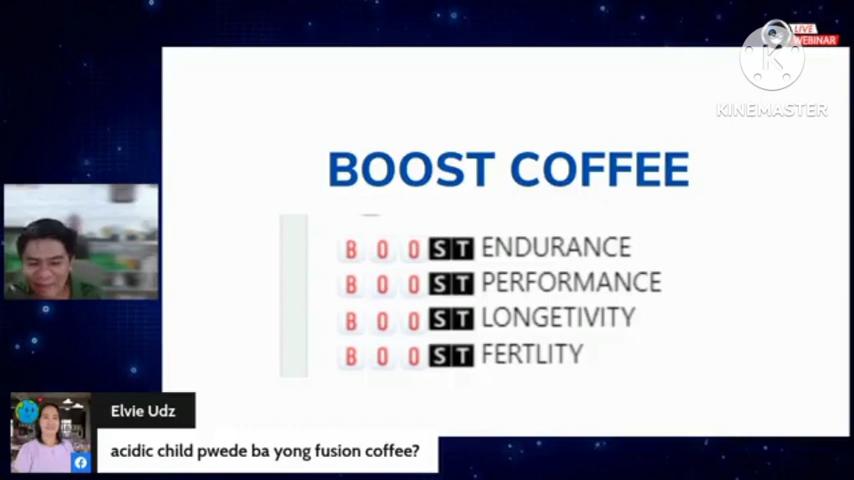 LIVE
WEBINAR
KINEMASTER
BOOST COFFEE
BOOST ENDURANCE
BOOST PERFORMANCE
BOOST LONGETIVITY
BOOST FERTLITY
Elvie Udz
acidic child pwede ba yong fusion coffee?